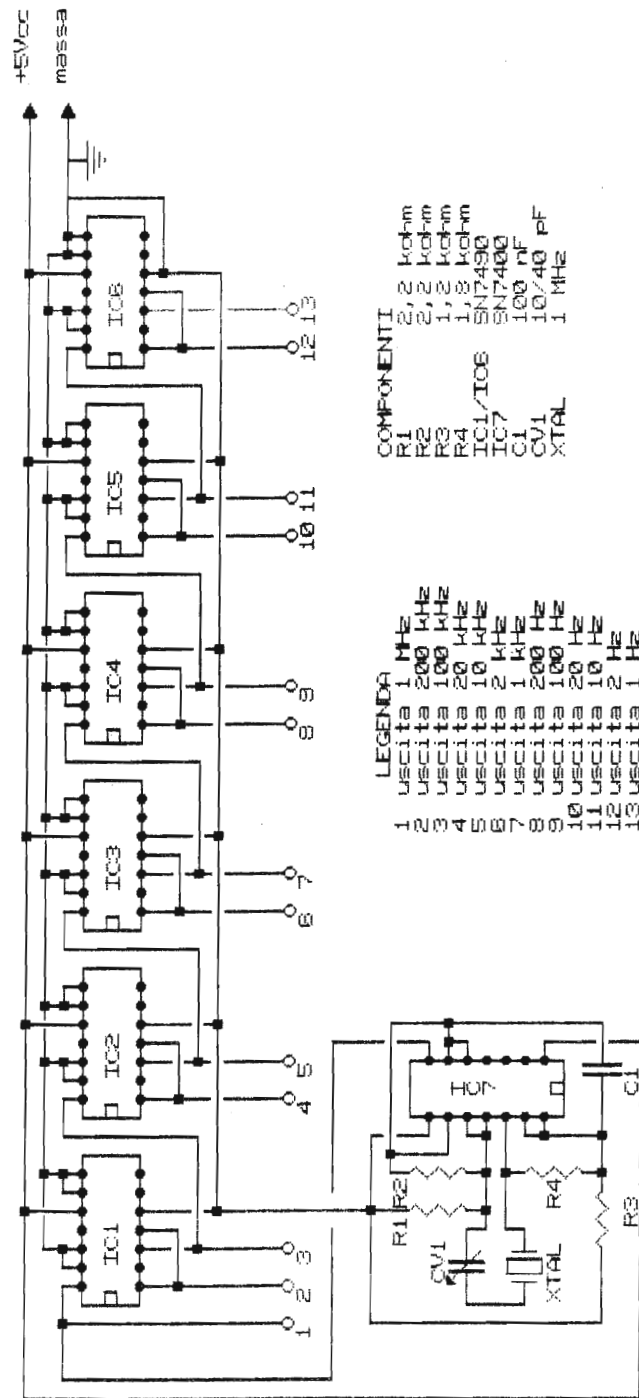 +5Vcc
massa
IC1
IC2
IC3
IC4
IC5
IC6
1
2
3
4
5
6
7
8
9
10
11
12
13
R1
R2
CV1
XTAL
R4
R3
IC7
C1
LEGENDA
1 uscita 1 MHz
2 uscita 200 kHz
3 uscita 100 kHz
4 uscita 20 kHz
5 uscita 10 kHz
6 uscita 2 kHz
7 uscita 1 kHz
8 uscita 200 Hz
9 uscita 100 Hz
10 uscita 20 Hz
11 uscita 10 Hz
12 uscita 2 Hz
13 uscita 1 Hz
COMPONENTI
R1 2,2 kohm
R2 2,2 kohm
R3 1,2 kohm
R4 1,8 kohm
IC1/IC6 SN7490
IC7 SN7400
C1 100 nF
CV1 10/40 pF
XTAL 1 MHz